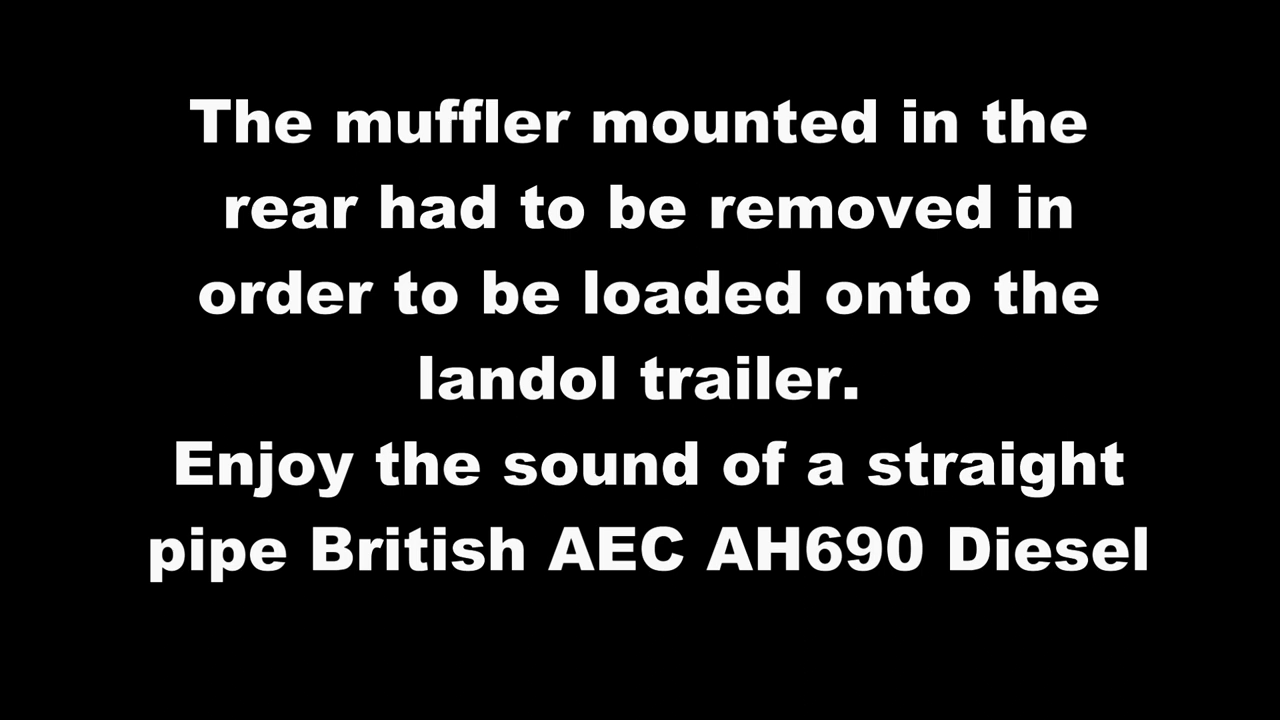 The muffler mounted in the
rear had to be removed in
order to be loaded onto the
landol trailer.
Enjoy the sound of a straight
pipe British AEC AH690 Diesel